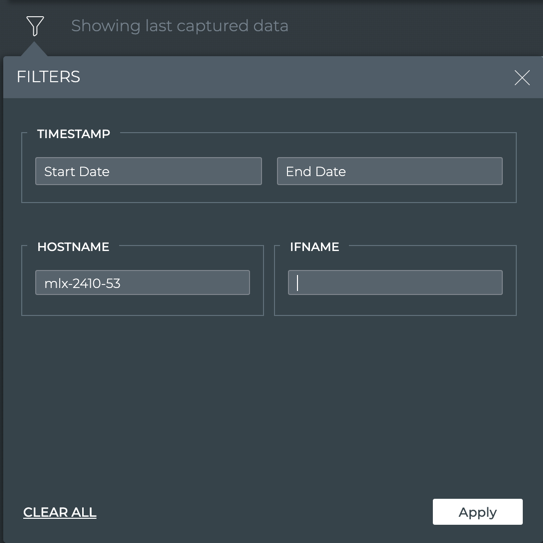 Showing last captured data
FILTERS
TIMESTAMP
Start Date
End Date
HOSTNAME
IFNAME
mlx-2410-53
CLEAR ALL
Apply